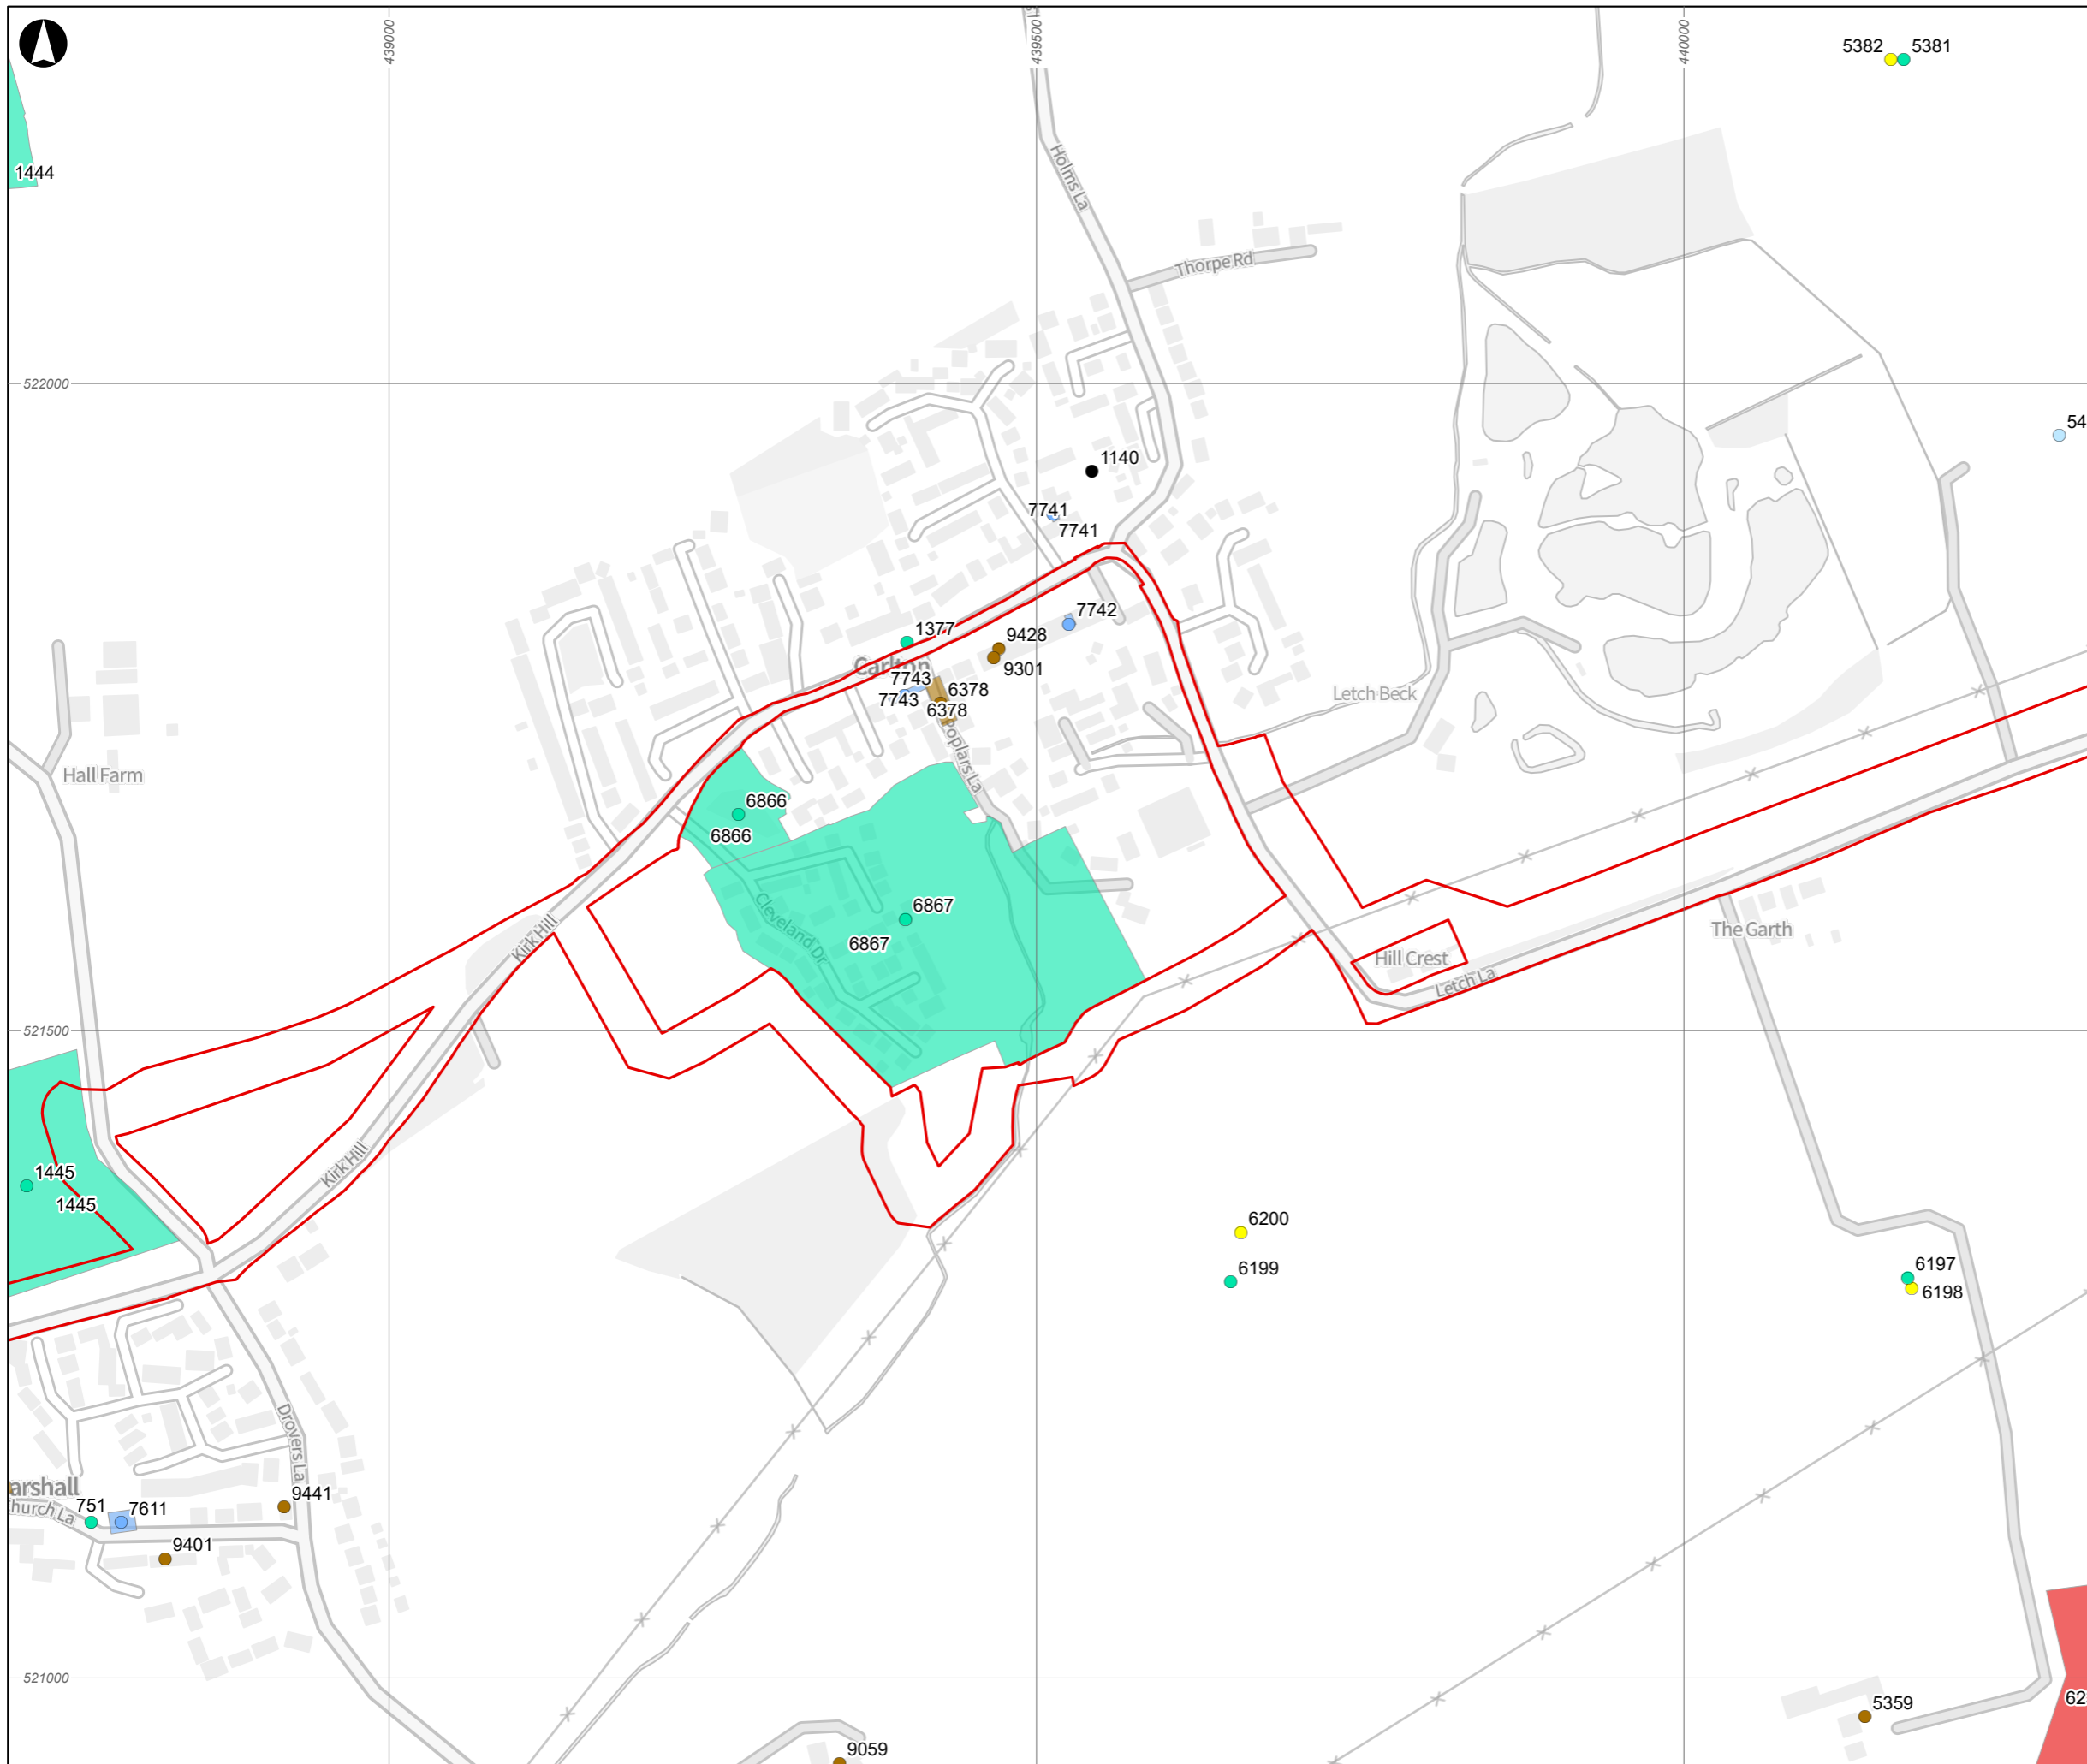 439000
439500
440000
5382
5381
1444
Holms La
Thorpe Rd
522000
54
1140
7741
7741
7742
1377
9428
Carlton
9301
7743
6378
7743
6378
Letch Beck
Poplars La
Hall Farm
6866
6866
6867
Cleveland Dr
6867
Kirk Hill
The Garth
Hill Crest
Letch La
521500
1445
Kirk Hill
1445
6200
6199
6197
6198
Drovers La
arshall
hurch La
751
7611
9441
9401
521000
62
5359
9059